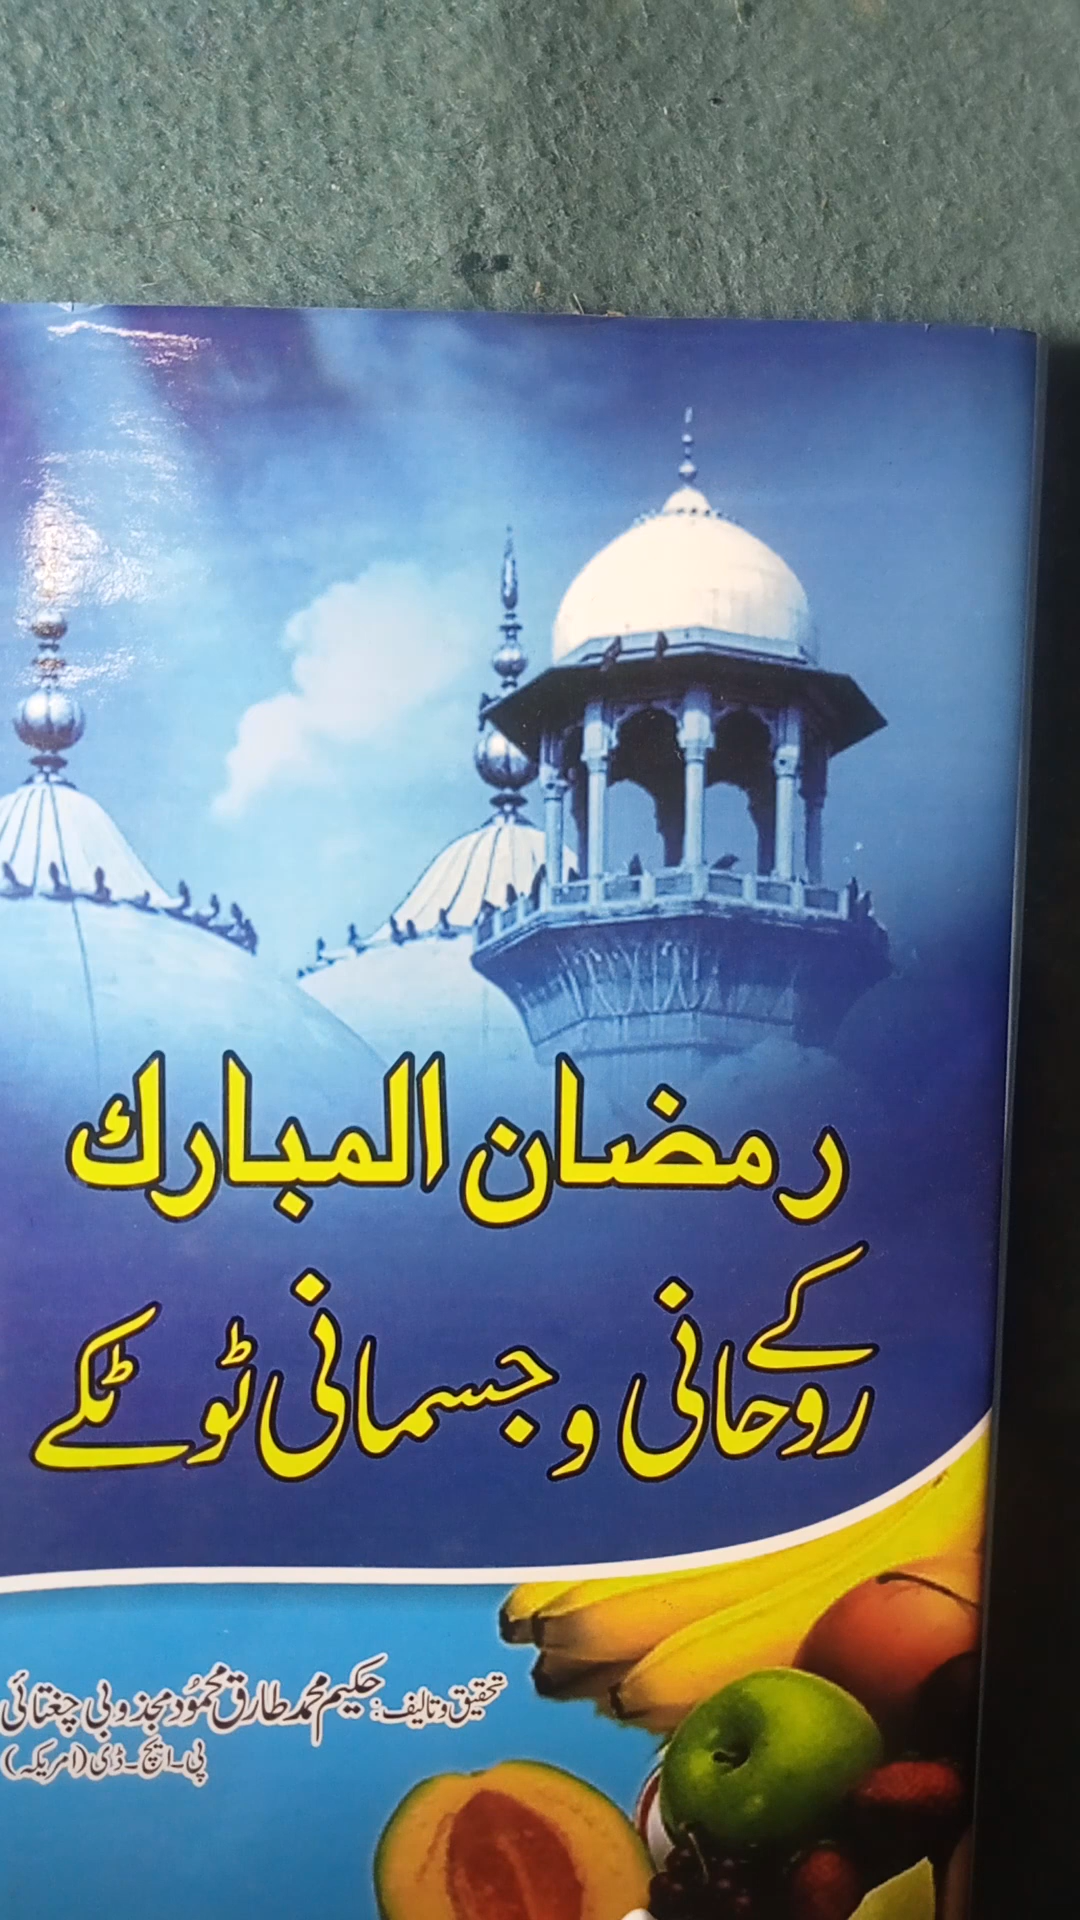 رمضان المبارک
کے
روحانی و جسمانی ٹوٹکے
تحقیق و تالیف: حکیم محمد طارق محمود مجذوبی چغتائی
پی۔ایچ۔ڈی (امریکہ)